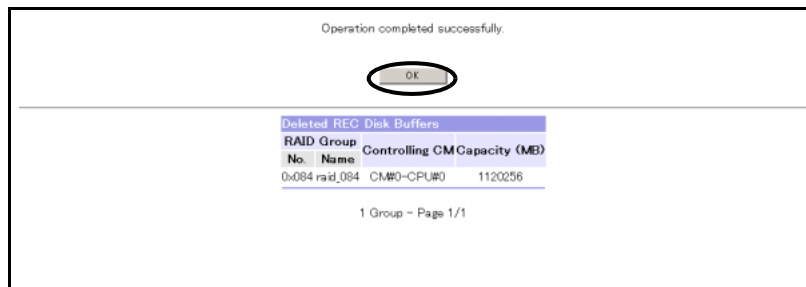 Operation completed successfully.
OK
Deleted REC Disk Buffers
RAID Group Controlling CM Capacity (MB)
No. Name
0x084 raid_084 CM#0-CPU#0 1120256
1 Group - Page 1/1